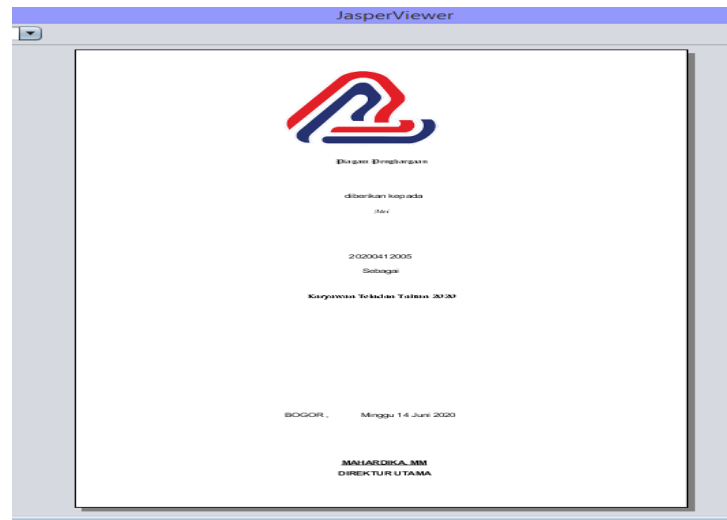 JasperViewer
Piagam Penghargaan
diberikan kepada
Mei
20200412005
Sebagai
Karyawan Teladan Tahun 2020
BOGOR , Minggu 14 Juni 2020
MAHARDIKA, MM
DIREKTUR UTAMA